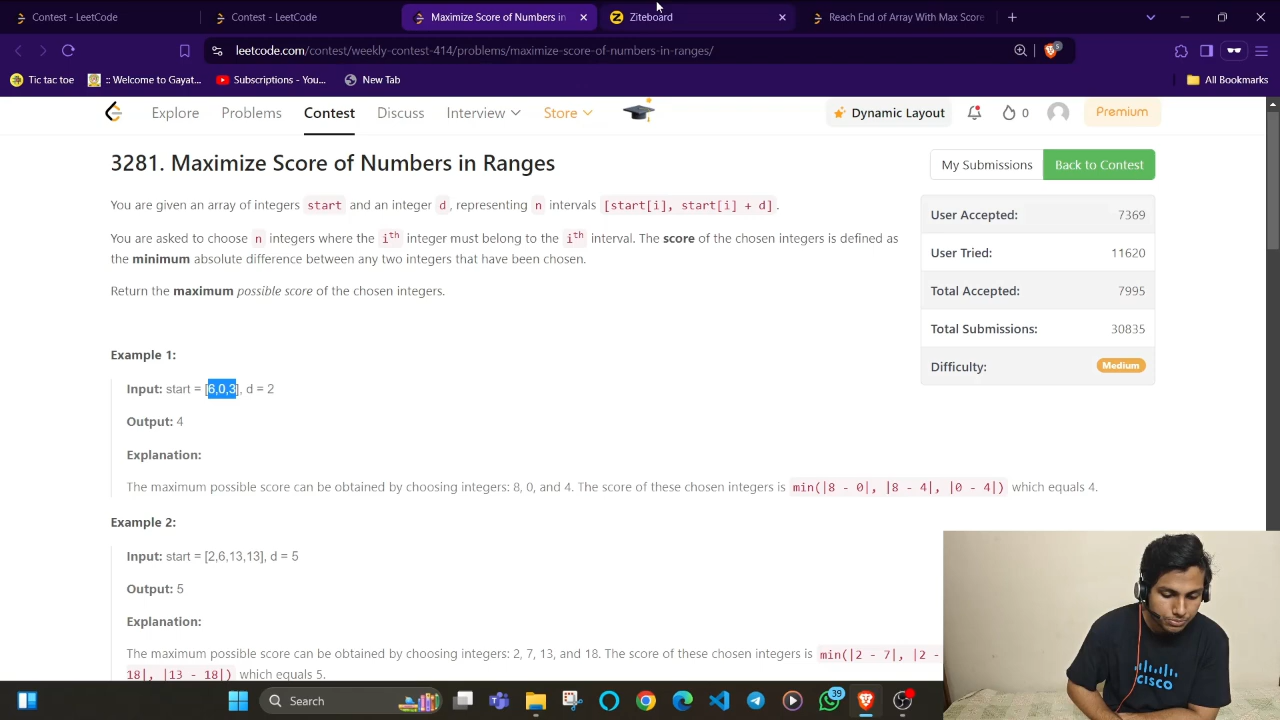 Contest - LeetCode
Contest - LeetCode
Maximize Score of Numbers in
Ziteboard
Reach End of Array With Max Score
leetcode.com/contest/weekly-contest-414/problems/maximize-score-of-numbers-in-ranges/
Tic tac toe
:: Welcome to Gayat...
Subscriptions - You...
New Tab
All Bookmarks
Explore
Problems
Contest
Discuss
Interview
Store
Dynamic Layout
0
Premium
3281. Maximize Score of Numbers in Ranges
My Submissions
Back to Contest
You are given an array of integers start and an integer d, representing n intervals [start[i], start[i] + d].
You are asked to choose n integers where the ith integer must belong to the ith interval. The score of the chosen integers is defined as
the minimum absolute difference between any two integers that have been chosen.
Return the maximum possible score of the chosen integers.
User Accepted: 7369
User Tried: 11620
Total Accepted: 7995
Total Submissions: 30835
Difficulty: Medium
Example 1:
Input: start = [6,0,3], d = 2
Output: 4
Explanation:
The maximum possible score can be obtained by choosing integers: 8, 0, and 4. The score of these chosen integers is min(|8 - 0|, |8 - 4|, |0 - 4|) which equals 4.
Example 2:
Input: start = [2,6,13,13], d = 5
Output: 5
Explanation:
The maximum possible score can be obtained by choosing integers: 2, 7, 13, and 18. The score of these chosen integers is min(|2 - 7|, |2 -
18|, |13 - 18|) which equals 5.
CISCO
Search
39